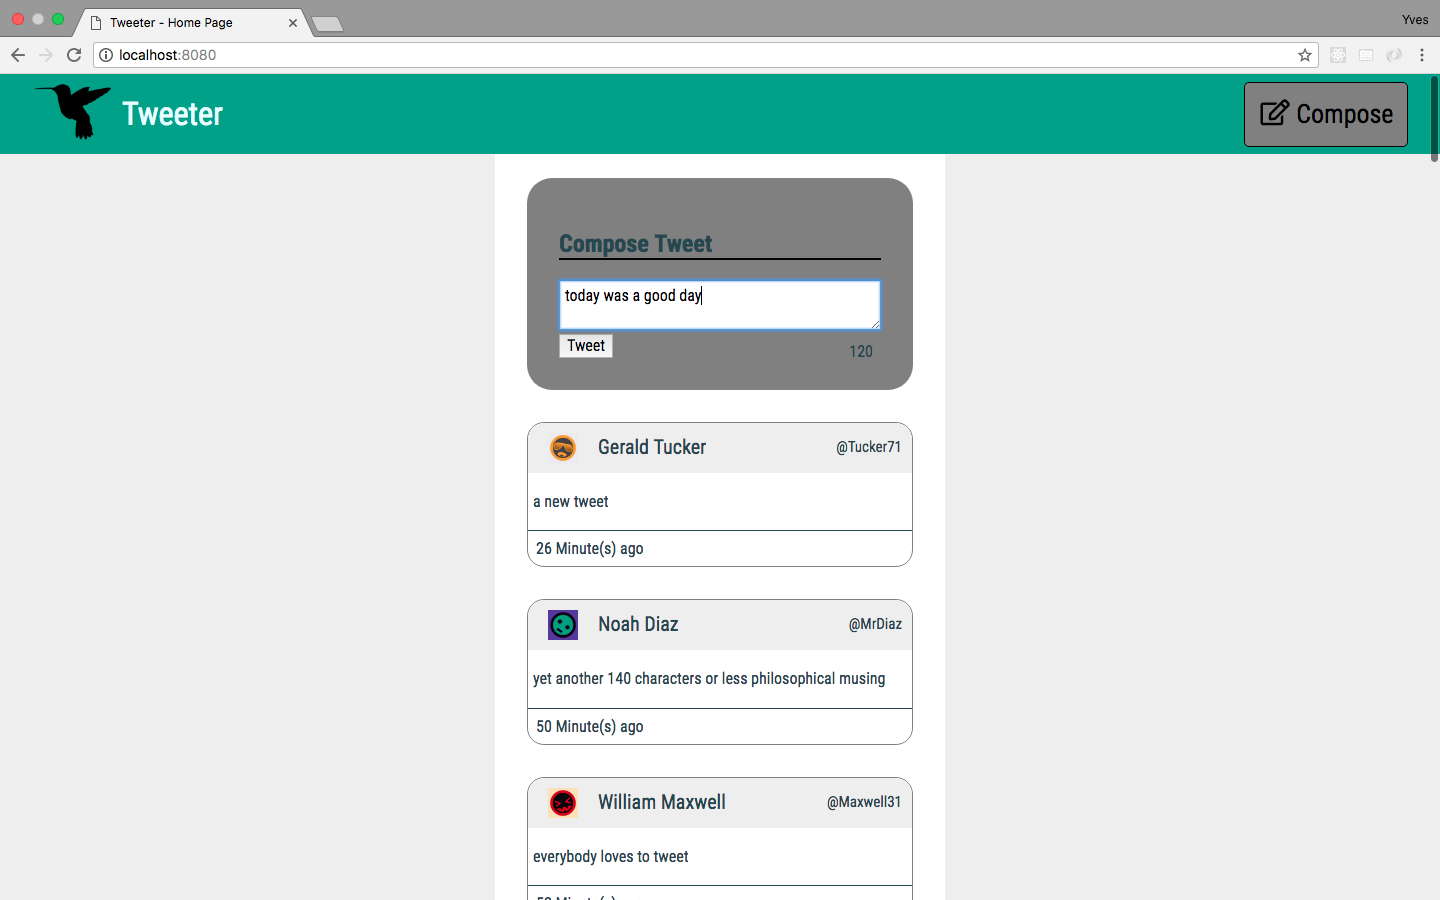 Tweeter - Home Page
Yves
localhost:8080
Tweeter
Compose
Compose Tweet
today was a good day
Tweet
120
Gerald Tucker
@Tucker71
a new tweet
26 Minute(s) ago
Noah Diaz
@MrDiaz
yet another 140 characters or less philosophical musing
50 Minute(s) ago
William Maxwell
@Maxwell31
everybody loves to tweet